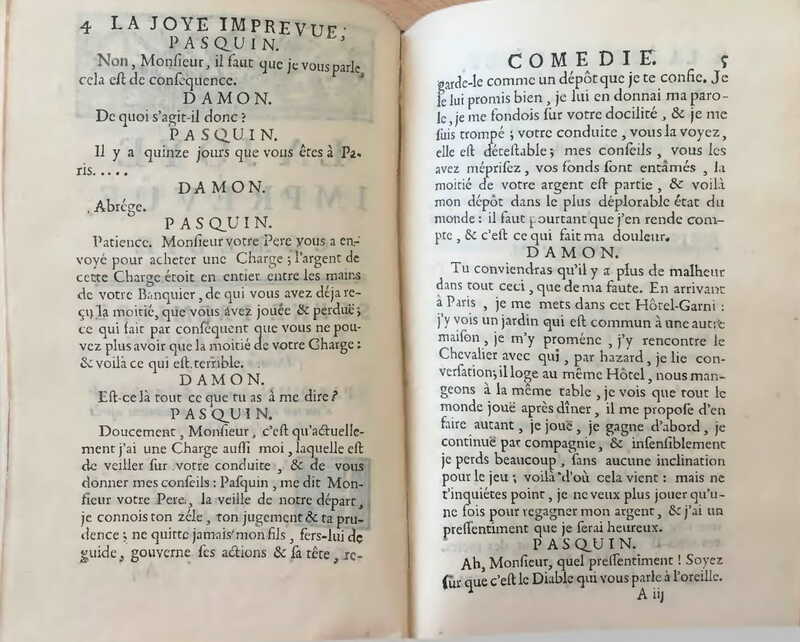 4 LA JOYE IMPREVUE,
PASQUIN.
Non, Monſieur, il faut que je vous parle,
cela eſt de conſéquence.
DAMON.
De quoi s'agit-il donc ?
PASQUIN.
Il y a quinze jours que vous êtes à Pa-
ris.....
DAMON.
Abrége.
PASQUIN.
Patience. Monſieur votre Pere vous a en-
voyé pour acheter une Charge ; l'argent de
cette Charge étoit en entier entre les mains
de votre Banquier, de qui vous avez déja re-
çu la moitié, que vous avez jouée & perduë ;
ce qui fait par conſéquent que vous ne pou-
vez plus avoir que la moitié de votre Charge :
& voilà ce qui eſt terrible.
DAMON.
Eſt-ce là tout ce que tu as à me dire ?
PASQUIN.
Doucement, Monſieur, c'eſt qu'actuelle-
ment j'ai une Charge auſſi moi, laquelle eſt
de veiller ſur votre conduite, & de vous
donner mes conſeils : Paſquin, me dit Mon-
ſieur votre Pere, la veille de notre départ,
je connois ton zéle, ton jugement & ta pru-
dence ; ne quitte jamais mon fils, ſers-lui de
guide, gouverne ſes actions & ſa tête, re-
COMEDIE. 5
garde-le comme un dépôt que je te confie. Je
le lui promis bien, je lui en donnai ma paro-
le, je me fondois ſur votre docilité, & je me
ſuis trompé ; votre conduite, vous la voyez,
elle eſt déteſtable ; mes conſeils, vous les
avez mépriſez, vos fonds ſont entâmés, la
moitié de votre argent eſt partie, & voilà
mon dépôt dans le plus déplorable état du
monde : il faut pourtant que j'en rende com-
pte, & c'eſt ce qui fait ma douleur.
DAMON.
Tu conviendras qu'il y a plus de malheur
dans tout ceci, que de ma faute. En arrivant
à Paris, je me mets dans cet Hôtel-Garni :
j'y vois un jardin qui eſt commun à une autre
maiſon, je m'y proméne, j'y rencontre le
Chevalier avec qui, par hazard, je lie con-
verſation; il loge au même Hôtel, nous man-
geons à la même table, je vois que tout le
monde jouë après dîner, il me propoſe d'en
faire autant, je jouë, je gagne d'abord, je
continuë par compagnie, & inſenſiblement
je perds beaucoup, ſans aucune inclination
pour le jeu ; voilà d'où cela vient : mais ne
t'inquiétes point, je ne veux plus jouer qu'u-
ne fois pour regagner mon argent, & j'ai un
preſſentiment que je ſerai heureux.
PASQUIN.
Ah, Monſieur, quel preſſentiment ! Soyez
ſûr que c'eſt le Diable qui vous parle à l'oreille.
A iij